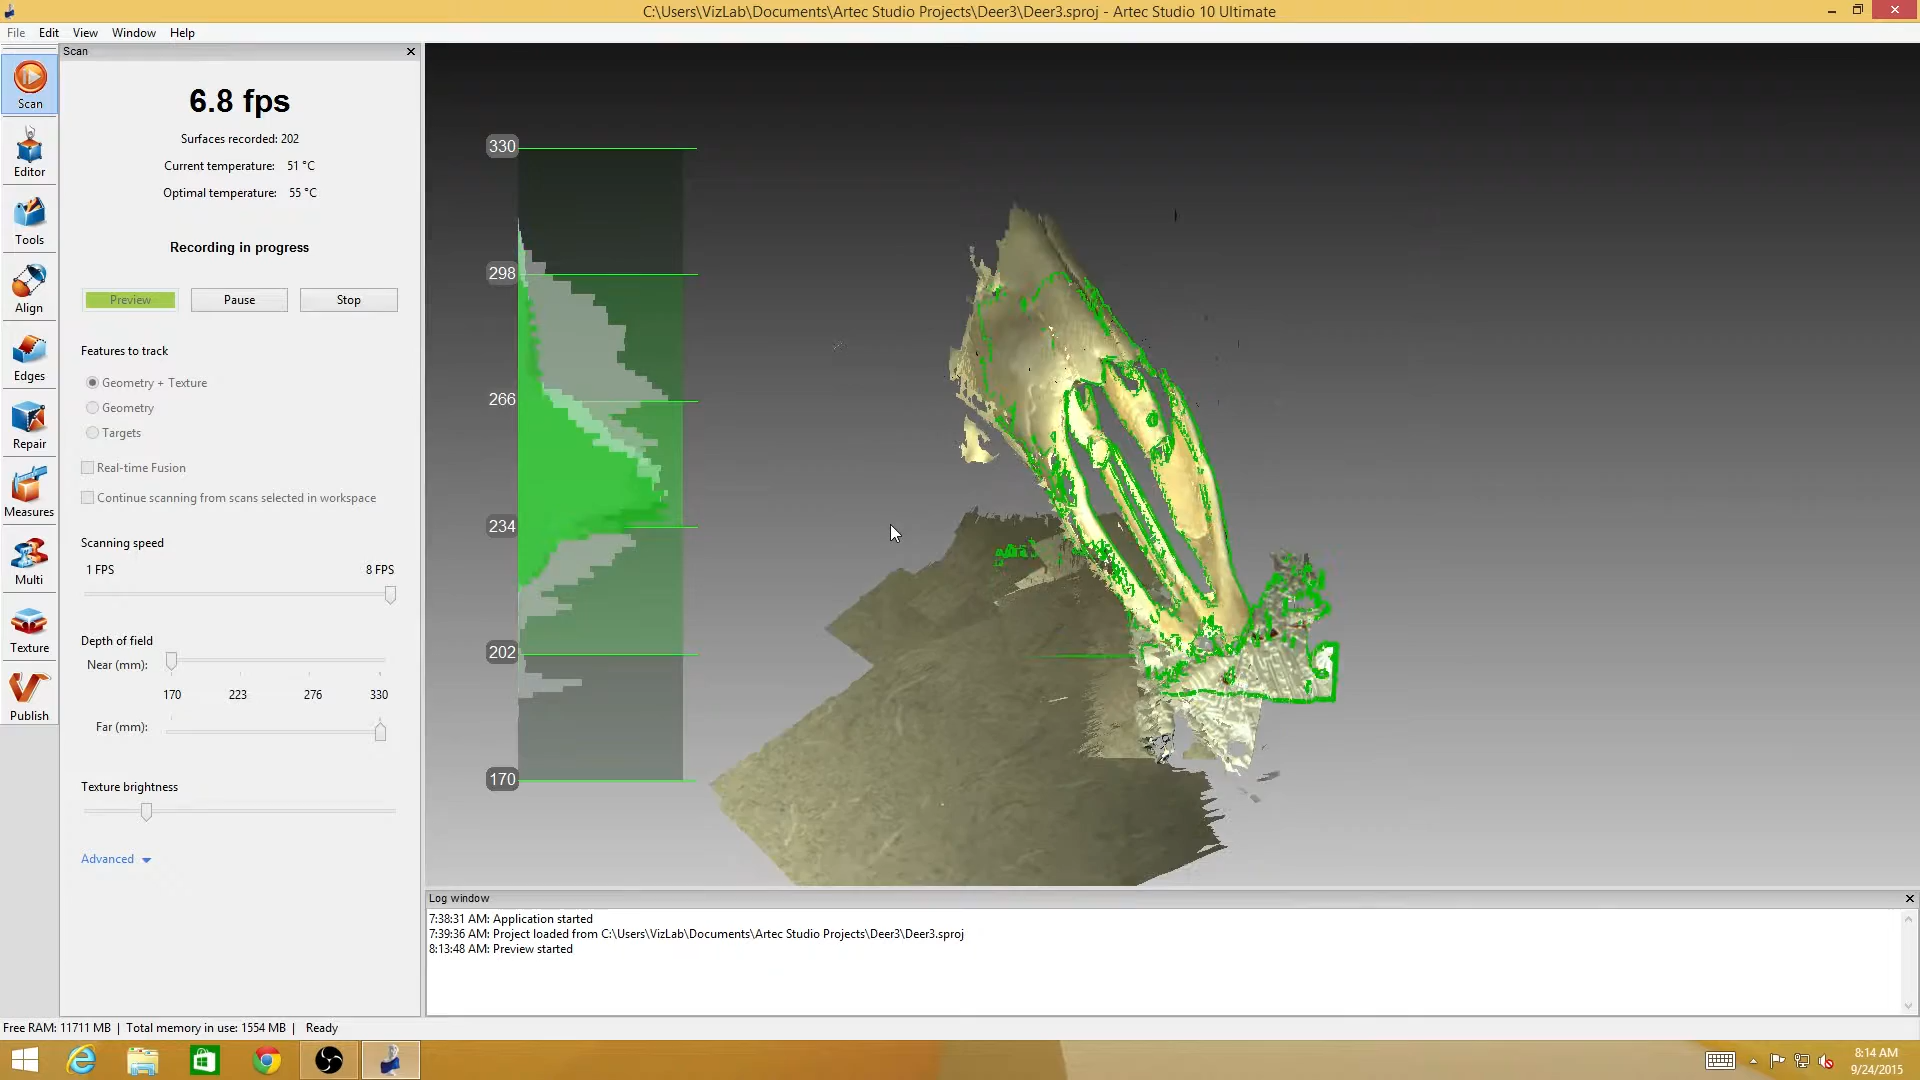 C:\Users\VizLab\Documents\Artec Studio Projects\Deer3\Deer3.sproj - Artec Studio 10 Ultimate
File Edit View Window Help
Scan
Scan
Editor
Tools
Align
Edges
Repair
Measures
Multi
Texture
Publish
6.8 fps
Surfaces recorded: 202
Current temperature: 51 °C
Optimal temperature: 55 °C
Recording in progress
Preview Pause Stop
Features to track
Geometry + Texture
Geometry
Targets
Real-time Fusion
Continue scanning from scans selected in workspace
Scanning speed
1 FPS 8 FPS
Depth of field
Near (mm):
170 223 276 330
Far (mm):
Texture brightness
Advanced
330
298
266
234
202
170
Log window
7:38:31 AM: Application started
7:39:36 AM: Project loaded from C:\Users\VizLab\Documents\Artec Studio Projects\Deer3\Deer3.sproj
8:13:48 AM: Preview started
Free RAM: 11711 MB | Total memory in use: 1554 MB | Ready
8:14 AM
9/24/2015